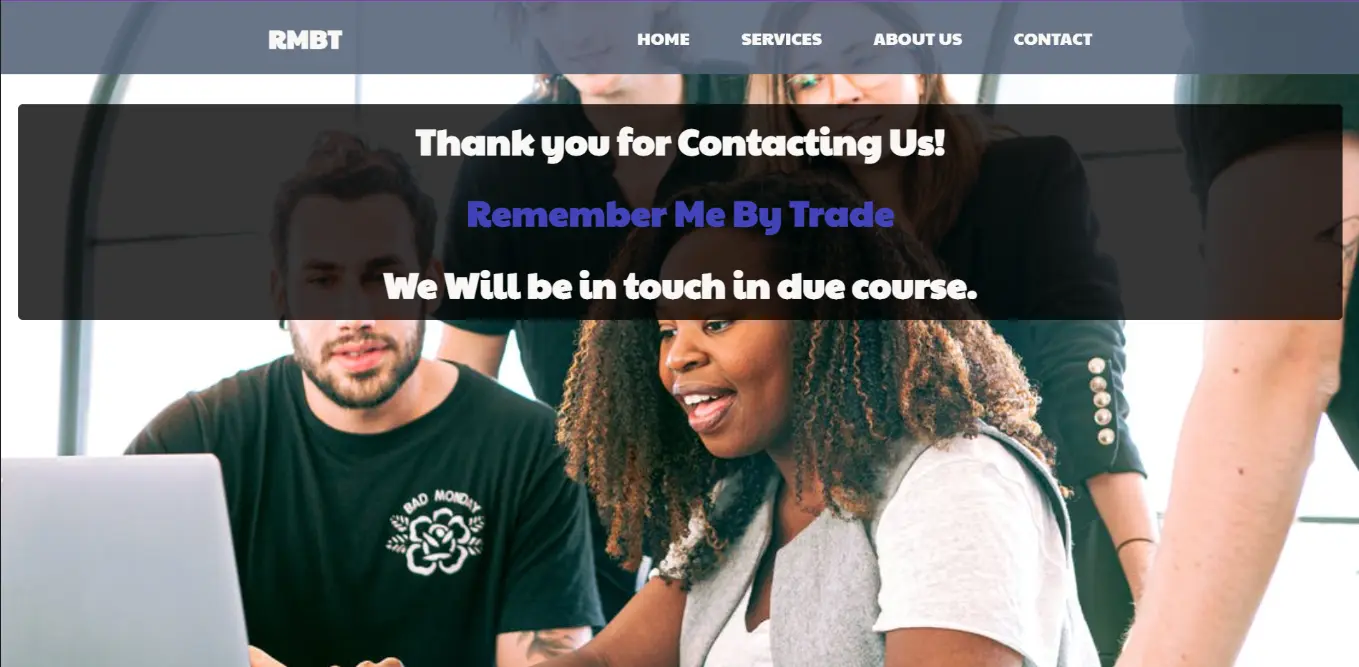 RMBT
HOME SERVICES ABOUT US CONTACT
Thank you for Contacting Us!
Remember Me By Trade
We Will be in touch in due course.
BAD MONDAY